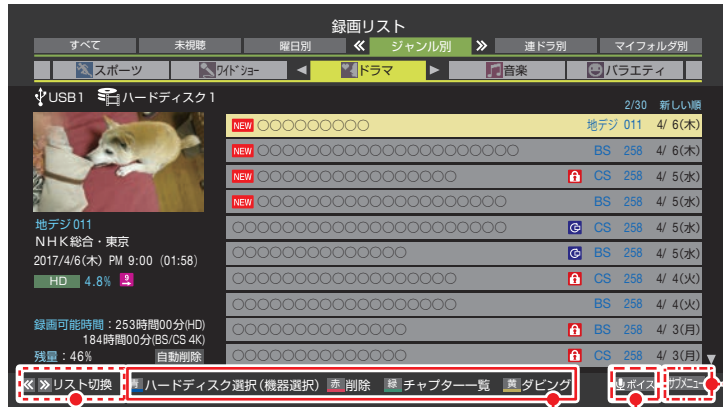 録画リスト
すべて 未視聴 曜日別 ≪ ジャンル別 ≫ 連ドラ別 マイフォルダ別
スポーツ ワイドショー ◀ ドラマ ▶ 音楽 バラエティ
USB1 ハードディスク1
2/30 新しい順
NEW ○○○○○○○○○ 地デジ 011 4/ 6(木)
NEW ○○○○○○○○○○○○○○○○○○○○○ BS 258 4/ 6(木)
NEW ○○○○○○○○○○○○○○○○ CS 258 4/ 5(水)
NEW ○○○○○○○○○○○○○○○○○○○○ BS 258 4/ 5(水)
○○○○○○○○○○○○○○○○○○○○○○ CS 258 4/ 5(水)
○○○○○○○○○○○○○○ BS 258 4/ 5(水)
○○○○○○○○○○○○○○○○○○ CS 258 4/ 4(火)
○○○○○○○○○○○○○○○○○○ BS 258 4/ 4(火)
○○○○○○○○○○○○○○ BS 258 4/ 3(月)
○○○○○○○○○○○○○○ CS 258 4/ 3(月)
地デジ011
NHK総合・東京
2017/4/6(木) PM 9:00 (01:58)
HD 4.8% 9
録画可能時間：253時間00分(HD)
184時間00分(BS/CS 4K)
残量：46% 自動削除
≪ ≫ リスト切換 青 ハードディスク選択(機器選択) 赤 削除 緑 チャプター一覧 黄 ダビング ボイス サブメニュー